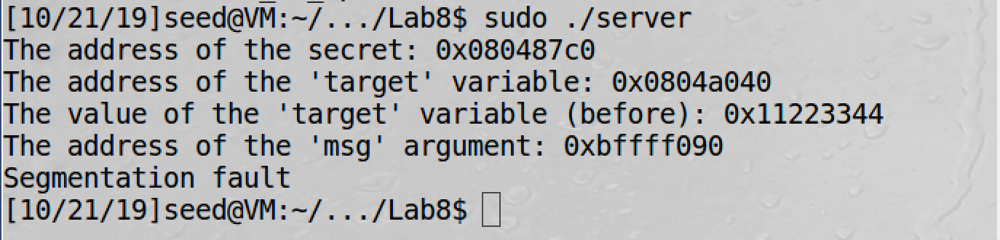 [10/21/19]seed@VM:~/.../Lab8$ sudo ./server
The address of the secret: 0x080487c0
The address of the 'target' variable: 0x0804a040
The value of the 'target' variable (before): 0x11223344
The address of the 'msg' argument: 0xbffff090
Segmentation fault
[10/21/19]seed@VM:~/.../Lab8$